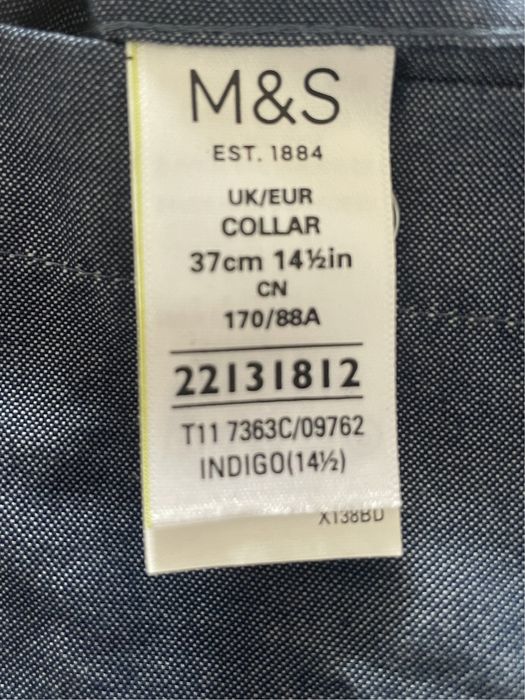 M&S
EST. 1884
UK/EUR
COLLAR
37cm 14½in
CN
170/88A
22131812
T11 7363C/09762
INDIGO(14½)
X138BD